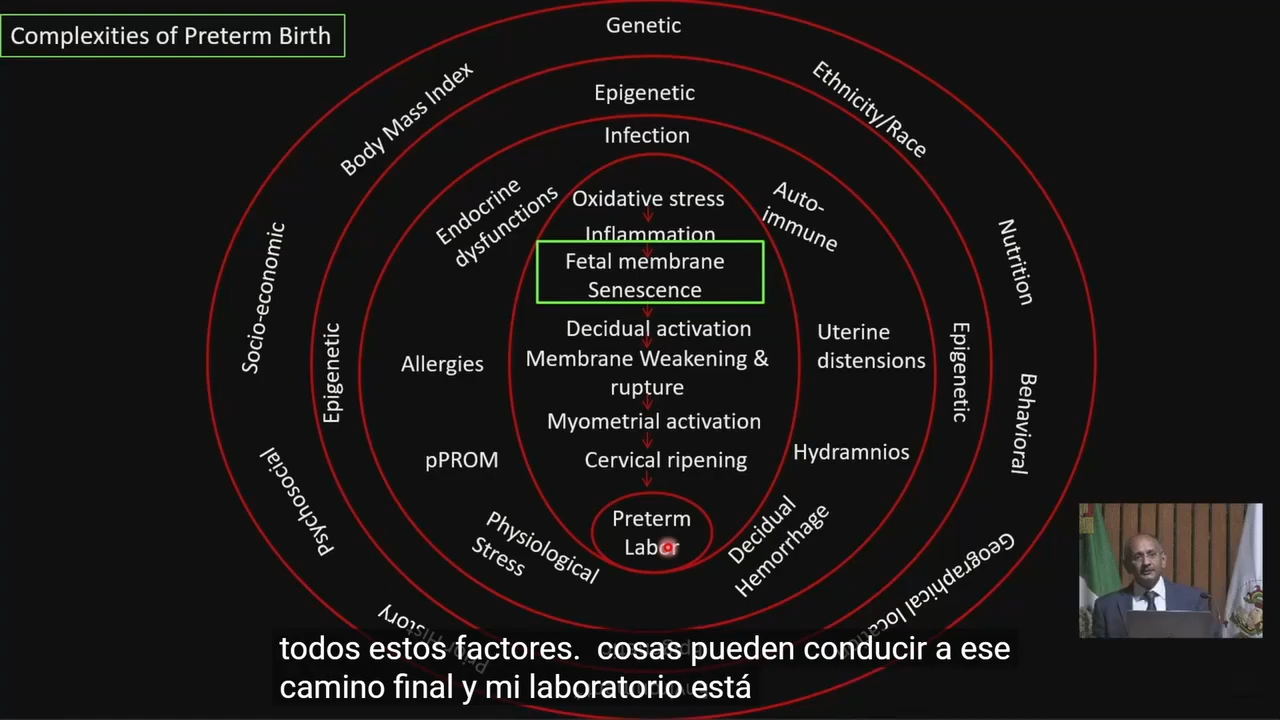 Complexities of Preterm Birth
Genetic
Body Mass Index
Ethnicity/Race
Epigenetic
Infection
Endocrine
dysfunctions
Oxidative stress
Auto-
immune
Inflammation
Fetal membrane
Senescence
Socio-economic
Nutrition
Epigenetic
Allergies
Decidual activation
Membrane Weakening &
rupture
Uterine
distensions
Epigenetic
Behavioral
Myometrial activation
pPROM
Cervical ripening
Hydramnios
Psychosocial
Physiological
Stress
Preterm
Labor
Decidual
Hemorrhage
Geographical location
todos estos factores.  cosas pueden conducir a ese
camino final y mi laboratorio está